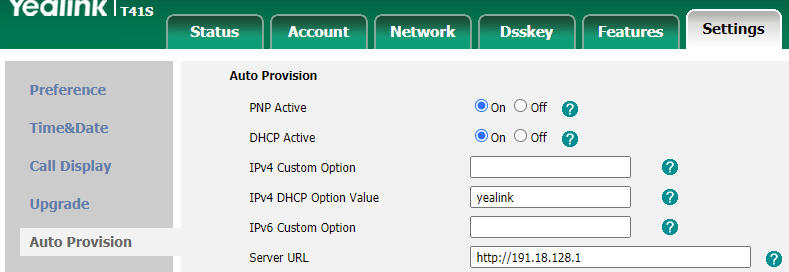 Yealink | T41S
Status Account Network Dsskey Features Settings
Preference
Time&Date
Call Display
Upgrade
Auto Provision
Auto Provision
PNP Active On Off ?
DHCP Active On Off ?
IPv4 Custom Option ?
IPv4 DHCP Option Value yealink ?
IPv6 Custom Option ?
Server URL http://191.18.128.1 ?